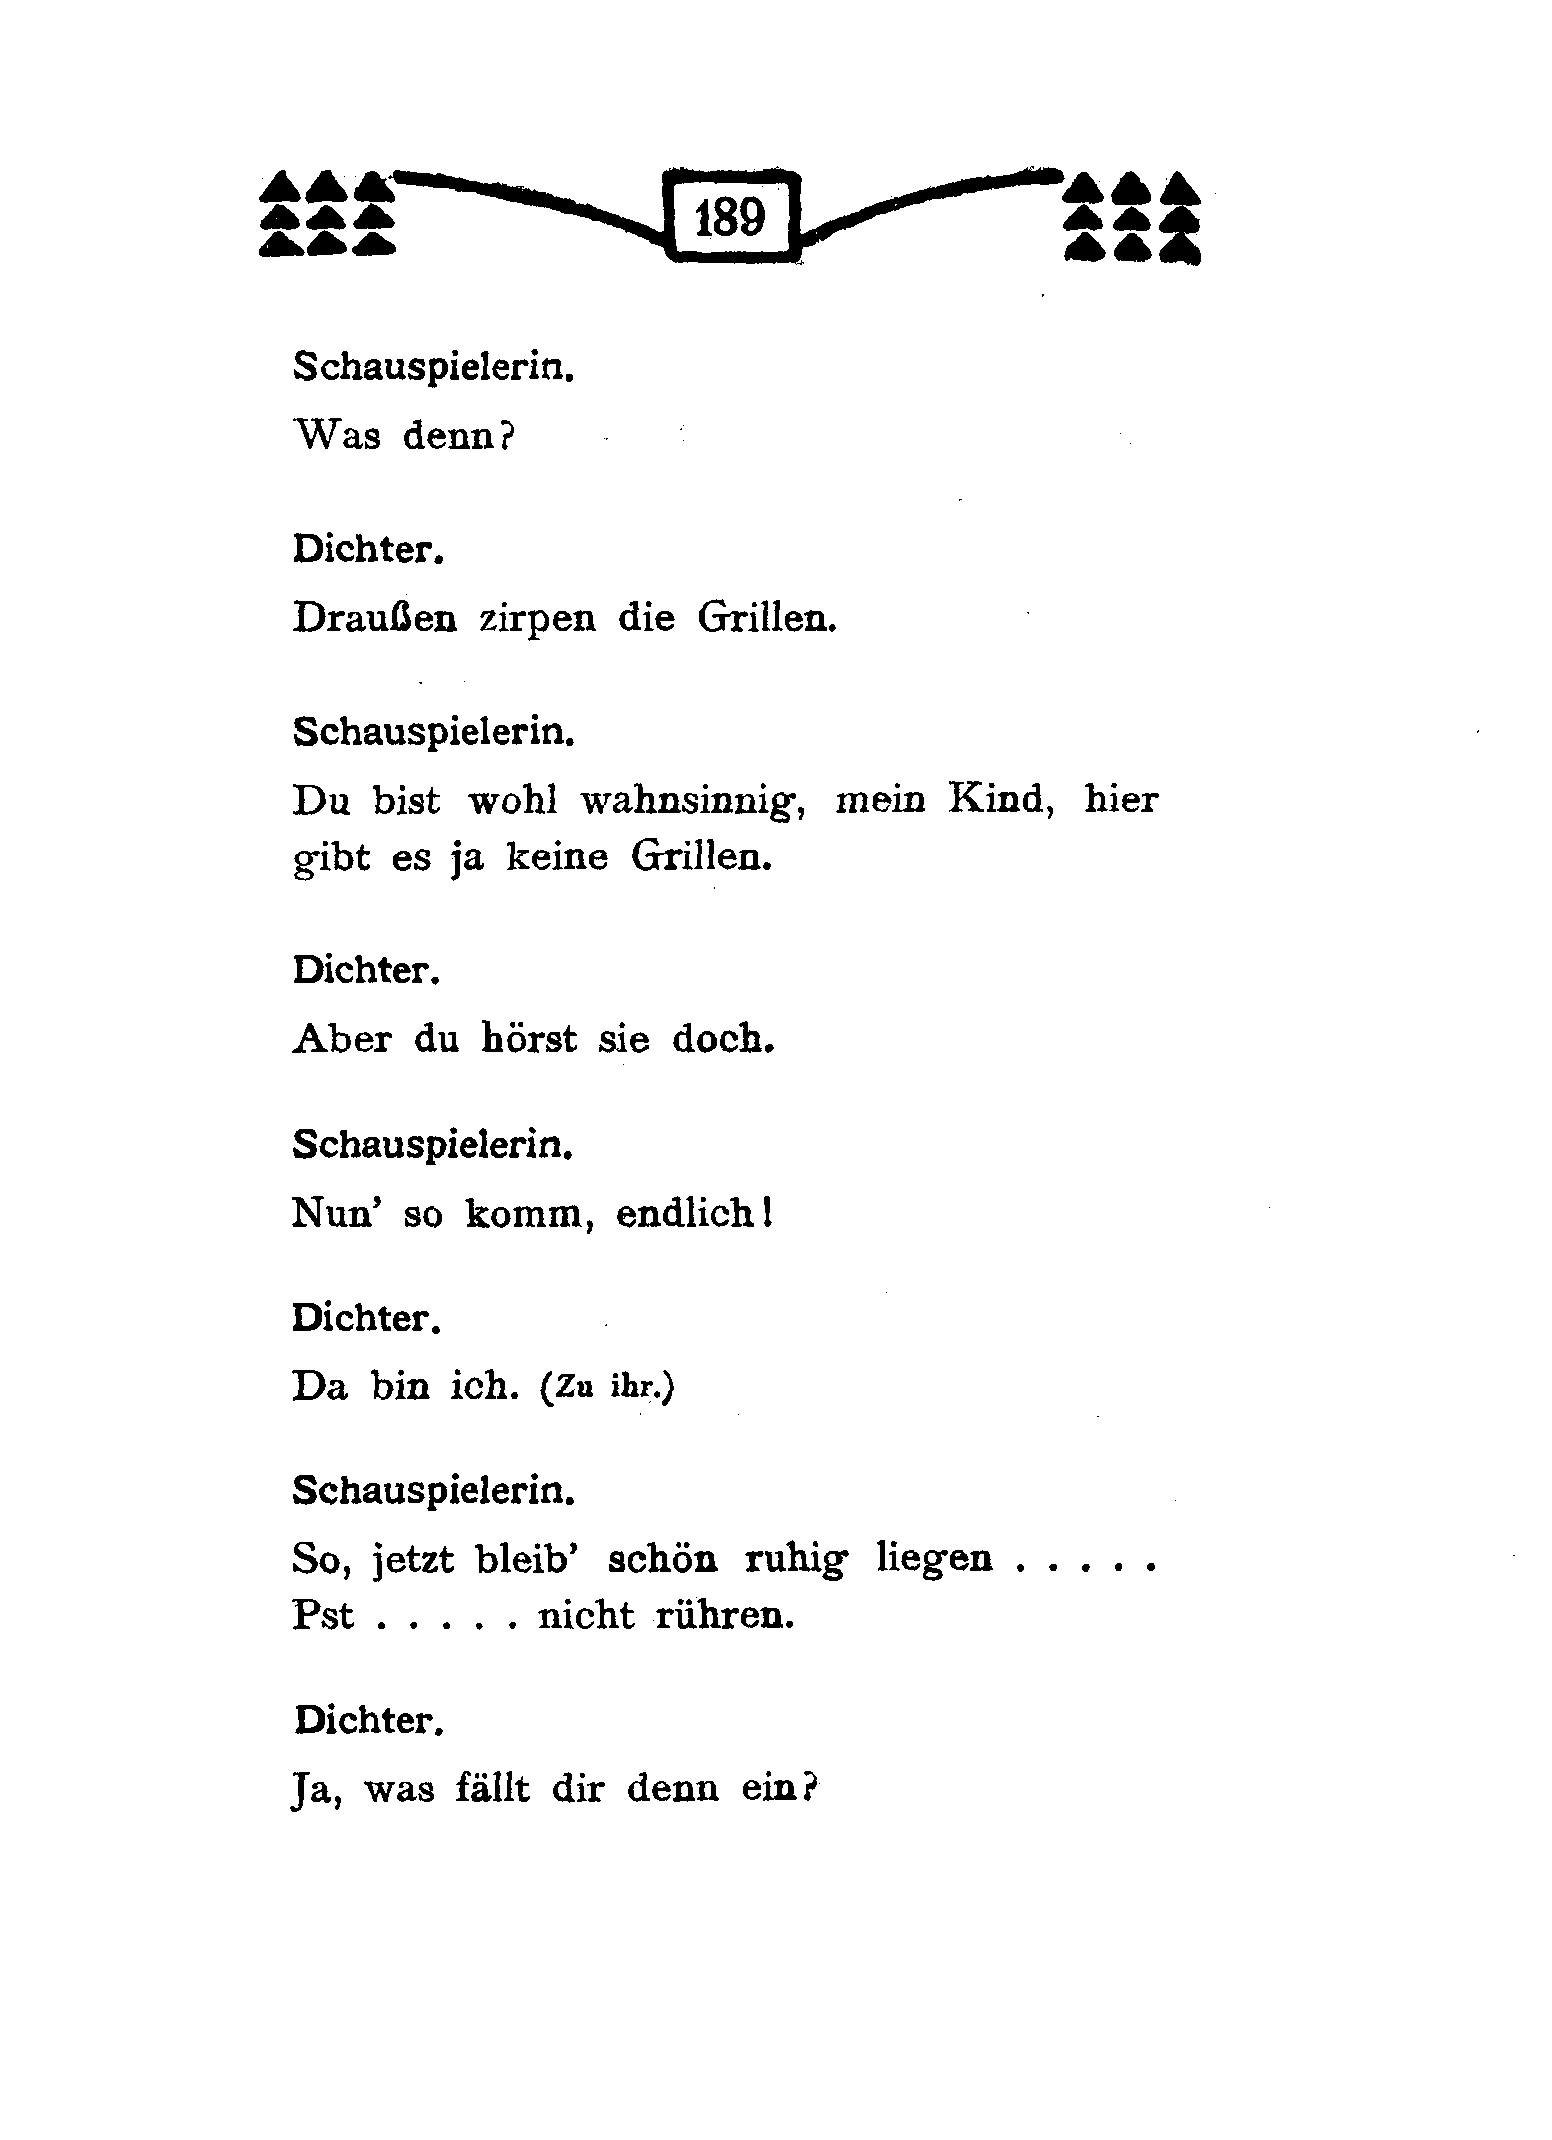 189
Schauspielerin.
Was denn?
Dichter.
Draußen zirpen die Grillen.
Schauspielerin.
Du bist wohl wahnsinnig, mein Kind, hier
gibt es ja keine Grillen.
Dichter.
Aber du hörst sie doch.
Schauspielerin.
Nun' so komm, endlich!
Dichter.
Da bin ich. (Zu ihr.)
Schauspielerin.
So, jetzt bleib' schön ruhig liegen . . . . .
Pst . . . . . nicht rühren.
Dichter.
Ja, was fällt dir denn ein?